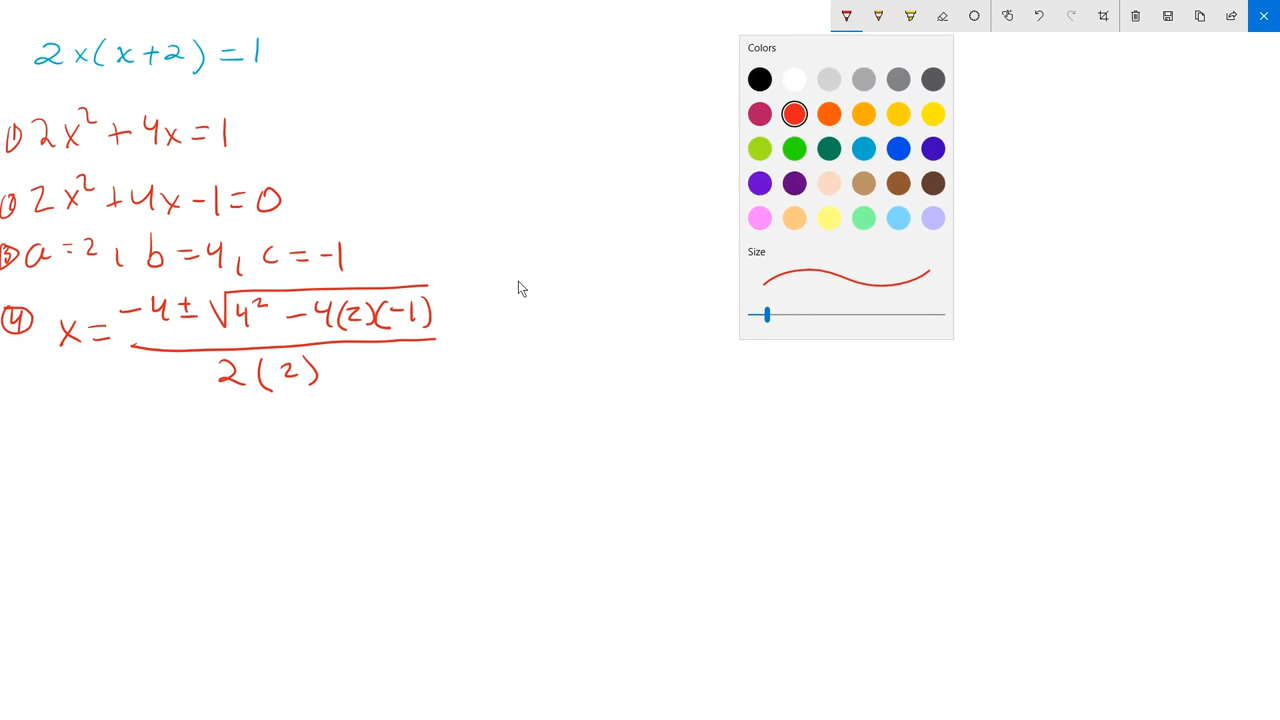 2x(x+2)=1
① 2x² + 4x = 1
2x² + 4x - 1 = 0
③ a = 2, b = 4, c = -1
④ x = (-4 ± √(4² - 4(2)(-1))) / 2(2)
Colors
Size